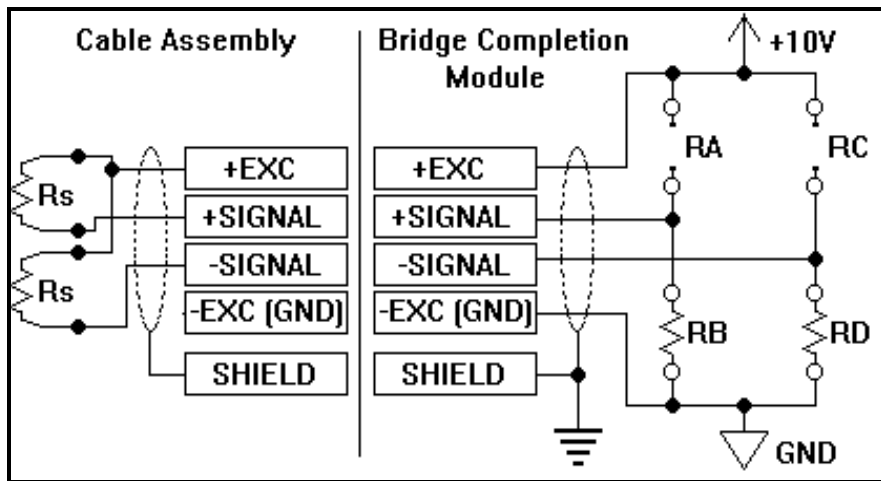 Cable Assembly
Bridge Completion
Module
+10V
Rs
Rs
+EXC
+SIGNAL
-SIGNAL
-EXC (GND)
SHIELD
+EXC
+SIGNAL
-SIGNAL
-EXC (GND)
SHIELD
RA
RC
RB
RD
GND